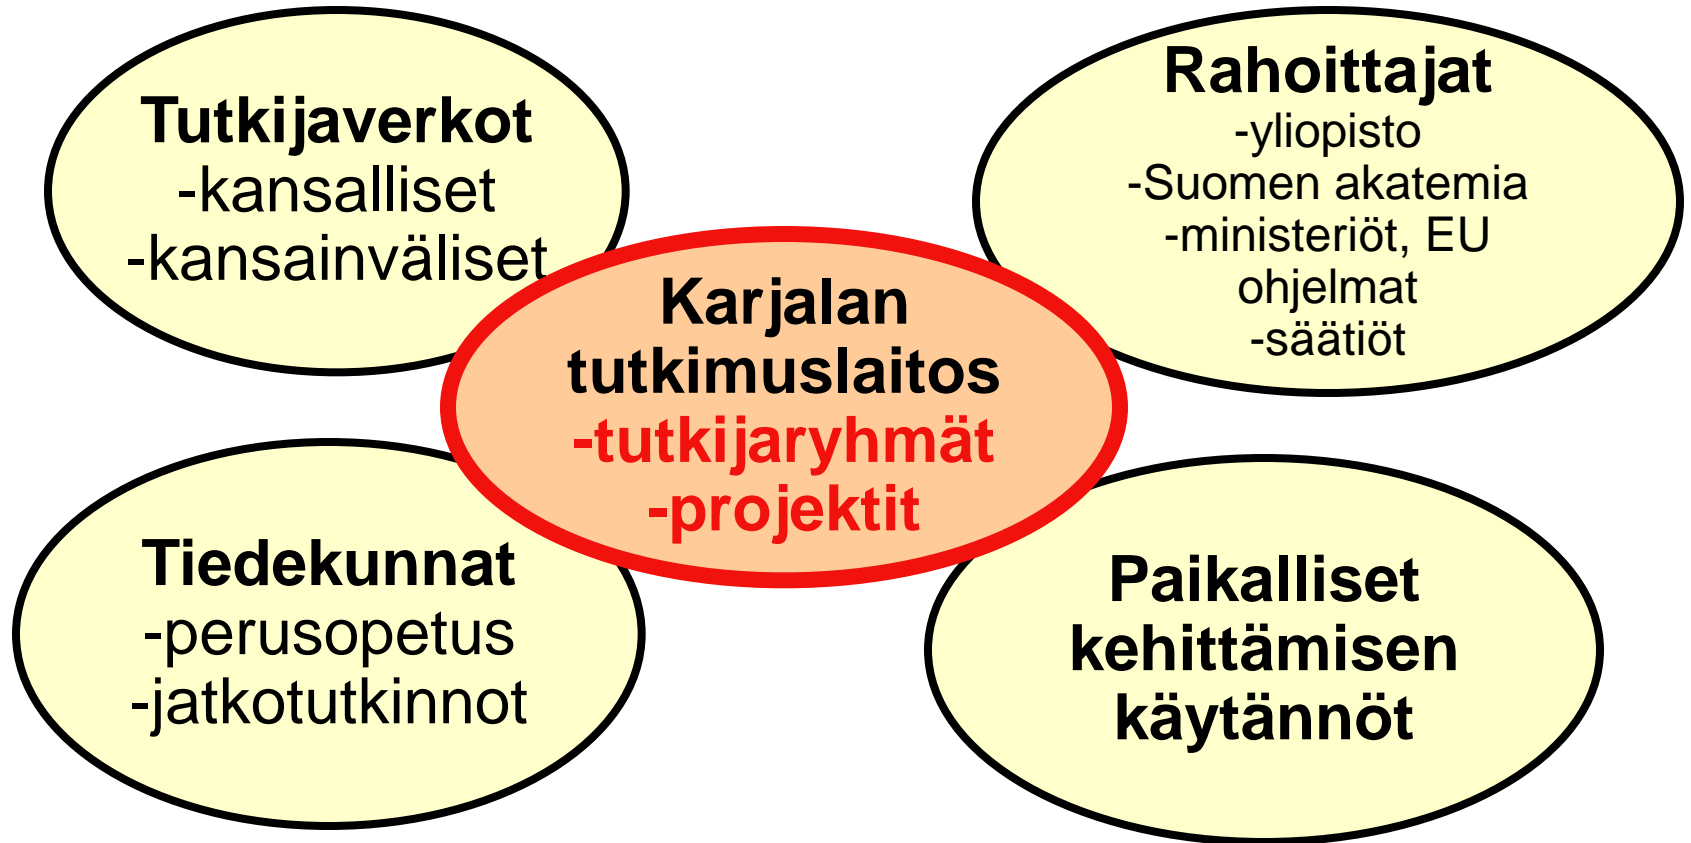 Tutkijaverkot
-kansalliset
-kansainväliset
Rahoittajat
-yliopisto
-Suomen akatemia
-ministeriöt, EU
ohjelmat
-säätiöt
Karjalan
tutkimuslaitos
-tutkijaryhmät
-projektit
Tiedekunnat
-perusopetus
-jatkotutkinnot
Paikalliset
kehittämisen
käytännöt